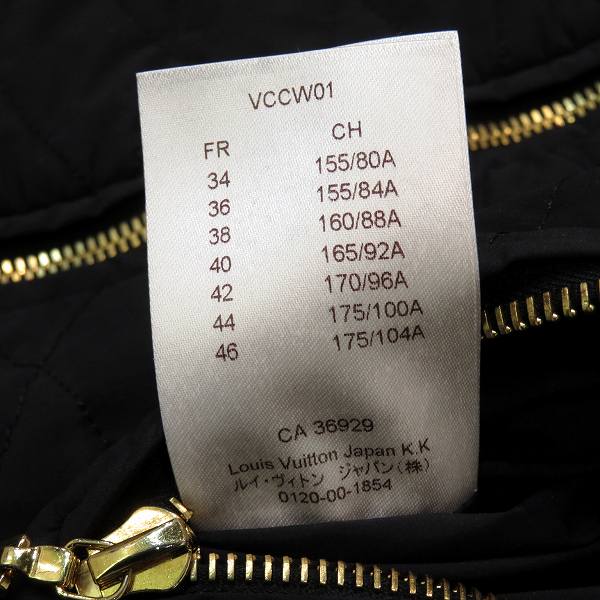 VCCW01
FR CH
34 155/80A
36 155/84A
38 160/88A
40 165/92A
42 170/96A
44 175/100A
46 175/104A
CA 36929
Louis Vuitton Japan K.K
ルイ・ヴィトン ジャパン(株)
0120-00-1854